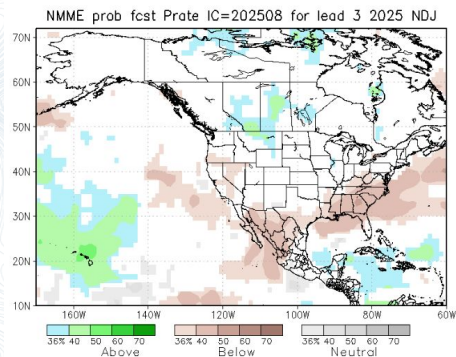 NMME prob fcst Prate IC=202508 for lead 3 2025 NDJ
70N
60N
50N
40N
30N
20N
10N
160W 140W 120W 100W 80W 60W
36% 40 50 60 70 36% 40 50 60 70 36% 40 50 60 70
Above Below Neutral